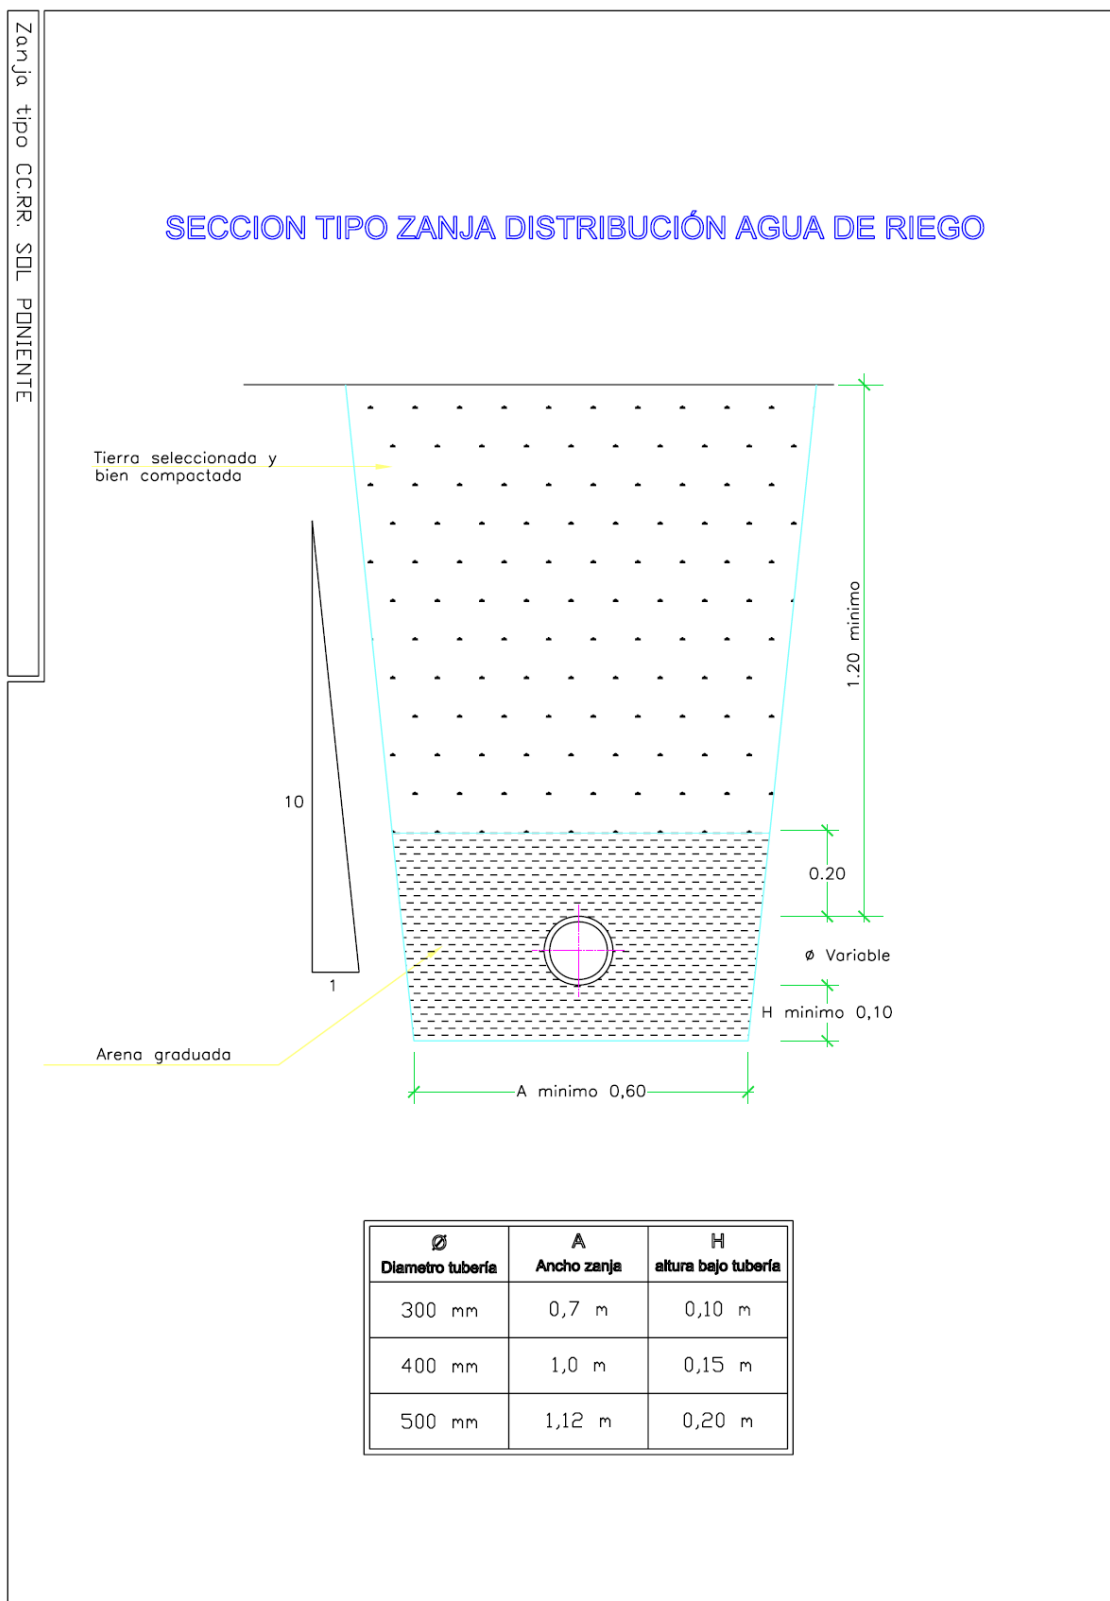 Zanja tipo CC.RR. SOL PONIENTE
SECCION TIPO ZANJA DISTRIBUCIÓN AGUA DE RIEGO
Tierra seleccionada y
bien compactada
1.20 minimo
10
0.20
1
Ø Variable
H minimo 0,10
Arena graduada
A minimo 0,60
Ø A H
Diametro tubería Ancho zanja altura bajo tubería
300 mm 0,7 m 0,10 m
400 mm 1,0 m 0,15 m
500 mm 1,12 m 0,20 m